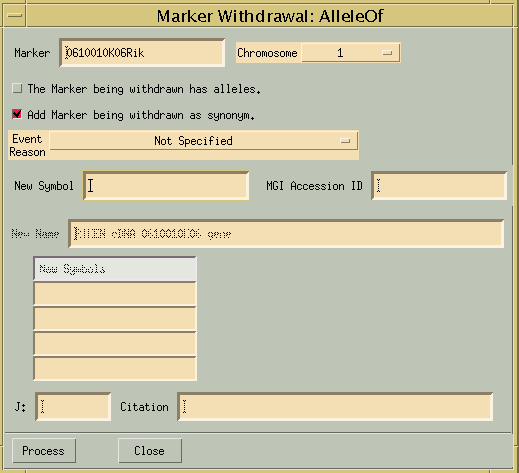 Marker Withdrawal: AlleleOf
Marker 0610010K06Rik Chromosome 1
The Marker being withdrawn has alleles.
Add Marker being withdrawn as synonym.
Event Reason Not Specified
New Symbol MGI Accession ID
New Name RIKEN cDNA 0610010K06 gene
New Symbols
J: Citation
Process Close